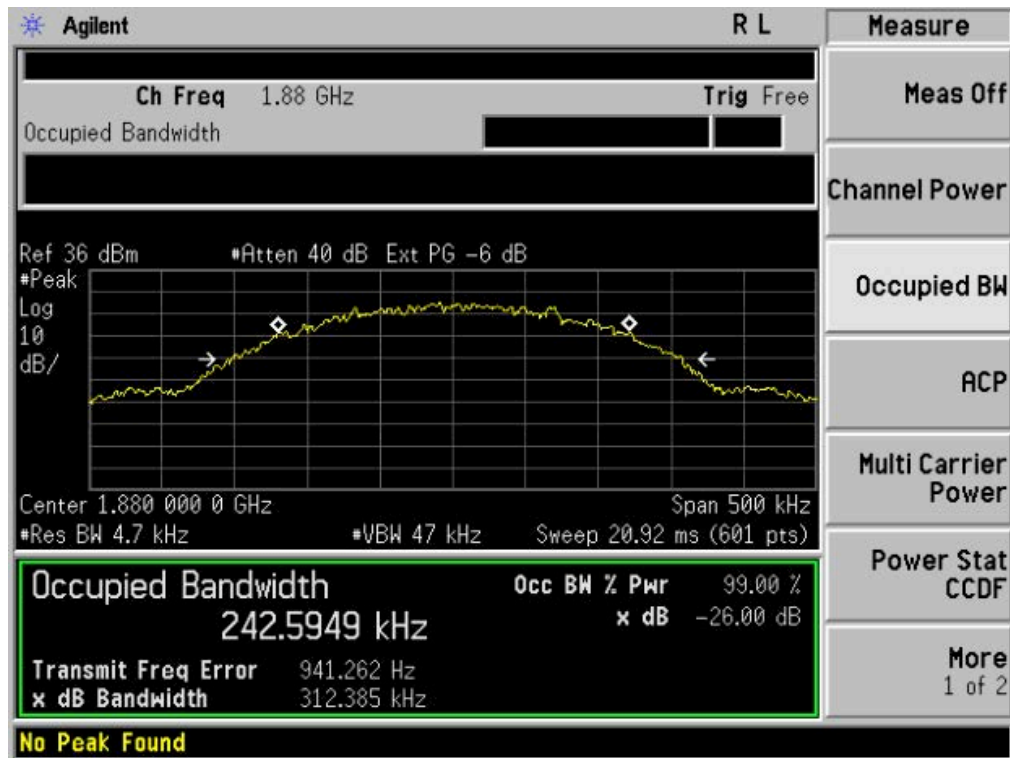 Agilent
R L
Measure
Ch Freq 1.88 GHz
Trig Free
Occupied Bandwidth
Meas Off
Channel Power
Occupied BW
ACP
Multi Carrier
Power
Power Stat
CCDF
More
1 of 2
Ref 36 dBm #Atten 40 dB Ext PG -6 dB
#Peak
Log
10
dB/
Center 1.880 000 0 GHz Span 500 kHz
#Res BW 4.7 kHz #VBW 47 kHz Sweep 20.92 ms (601 pts)
Occupied Bandwidth
242.5949 kHz
Occ BW % Pwr 99.00 %
x dB -26.00 dB
Transmit Freq Error 941.262 Hz
x dB Bandwidth 312.385 kHz
No Peak Found